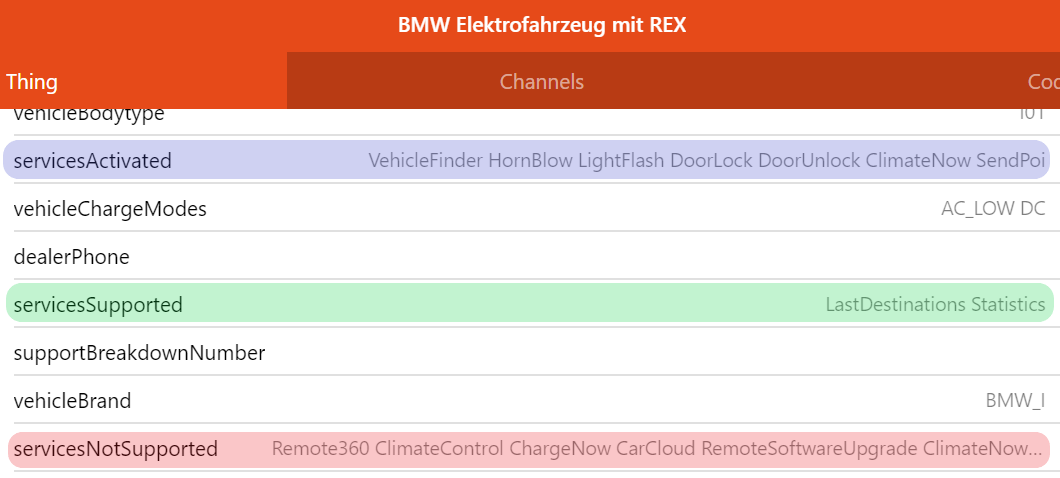 BMW Elektrofahrzeug mit REX
Thing Channels Cod
vehicleBodytype I01
servicesActivated VehicleFinder HornBlow LightFlash DoorLock DoorUnlock ClimateNow SendPoi
vehicleChargeModes AC_LOW DC
dealerPhone
servicesSupported LastDestinations Statistics
supportBreakdownNumber
vehicleBrand BMW_I
servicesNotSupported Remote360 ClimateControl ChargeNow CarCloud RemoteSoftwareUpgrade ClimateNow...